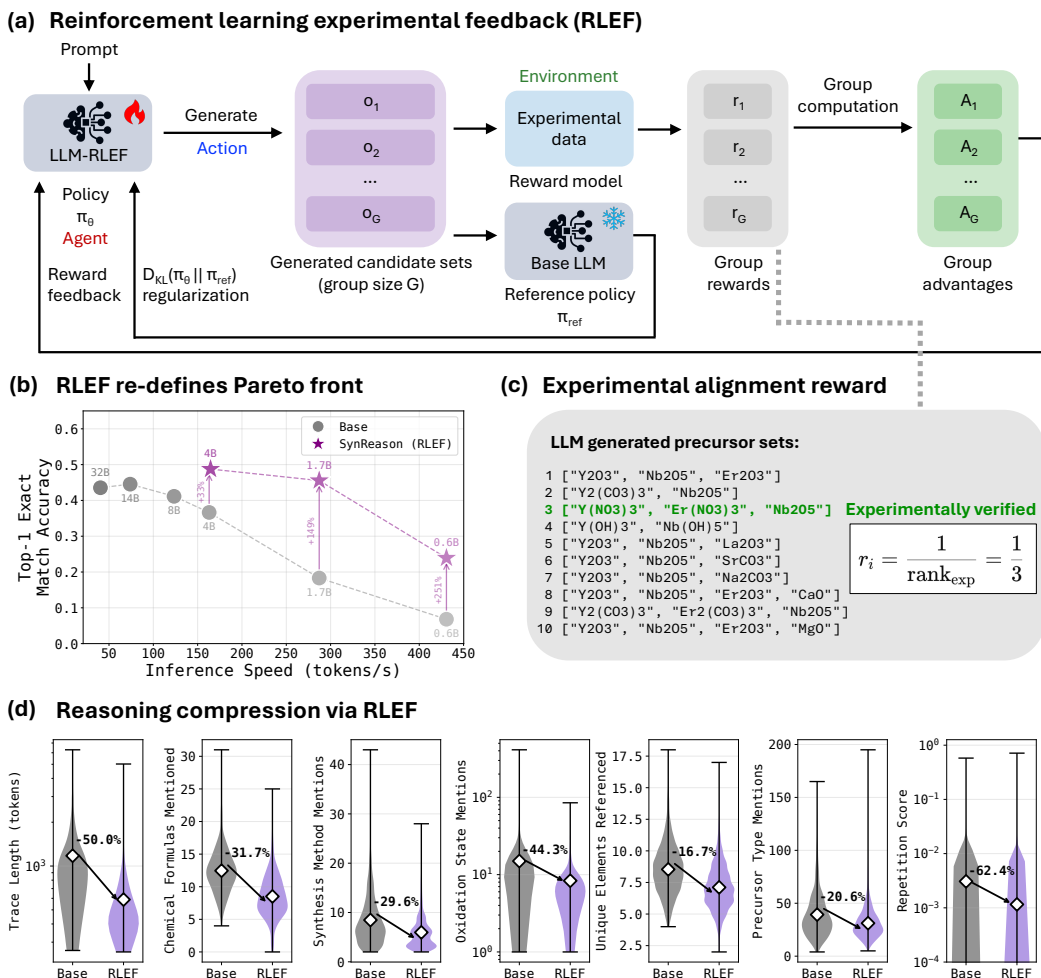 (a) Reinforcement learning experimental feedback (RLEF)
Prompt
LLM-RLEF
Policy
πθ
Agent
Reward
feedback
Generate
Action
DKL(πθ || πref)
regularization
o1
o2
...
oG
Generated candidate sets
(group size G)
Environment
Experimental
data
Reward model
Base LLM
Reference policy
πref
r1
r2
...
rG
Group
rewards
Group
computation
A1
A2
...
AG
Group
advantages
(b) RLEF re-defines Pareto front
Top-1 Exact
Match Accuracy
0.6
0.5
0.4
0.3
0.2
0.1
0.0
Base
SynReason (RLEF)
32B
14B
8B
4B
1.7B
0.6B
4B
1.7B
0.6B
+33%
+149%
+251%
50 100 150 200 250 300 350 400 450
Inference Speed (tokens/s)
(c) Experimental alignment reward
LLM generated precursor sets:
1 ["Y2O3", "Nb2O5", "Er2O3"]
2 ["Y2(CO3)3", "Nb2O5"]
3 ["Y(NO3)3", "Er(NO3)3", "Nb2O5"]
4 ["Y(OH)3", "Nb(OH)5"]
5 ["Y2O3", "Nb2O5", "La2O3"]
6 ["Y2O3", "Nb2O5", "SrCO3"]
7 ["Y2O3", "Nb2O5", "Na2CO3"]
8 ["Y2O3", "Nb2O5", "Er2O3", "CaO"]
9 ["Y2(CO3)3", "Er2(CO3)3", "Nb2O5"]
10 ["Y2O3", "Nb2O5", "Er2O3", "MgO"]
Experimentally verified
ri = 1/rankexp = 1/3
(d) Reasoning compression via RLEF
Trace Length (tokens)
10^3
-50.0%
Base RLEF
Chemical Formulas Mentioned
30
25
20
15
10
5
0
-31.7%
Base RLEF
Synthesis Method Mentions
40
30
20
10
0
-29.6%
Base RLEF
Oxidation State Mentions
10^2
10^1
10^0
-44.3%
Base RLEF
Unique Elements Referenced
17.5
15.0
12.5
10.0
7.5
5.0
2.5
-16.7%
Base RLEF
Precursor Type Mentions
200
150
100
50
0
-20.6%
Base RLEF
Repetition Score
10^0
10^-1
10^-2
10^-3
10^-4
-62.4%
Base RLEF